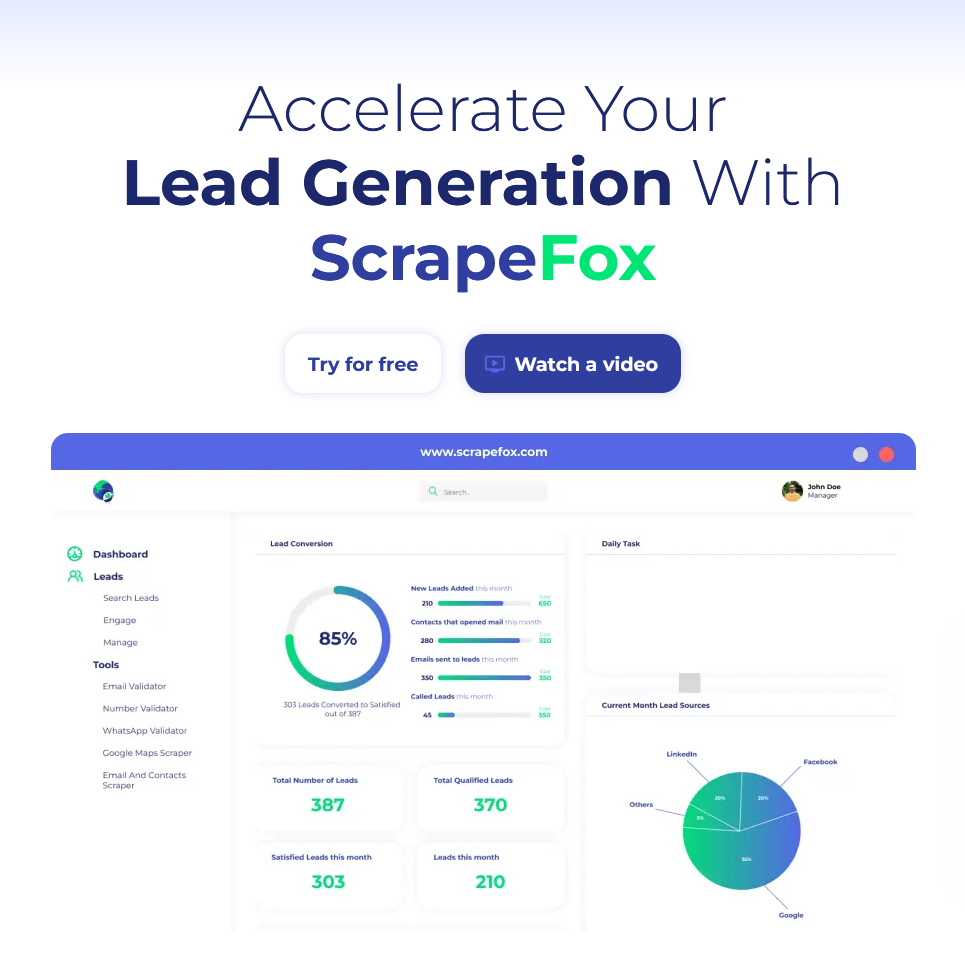 Accelerate Your
Lead Generation With
ScrapeFox
Try for free
Watch a video
www.scrapefox.com
Search..
John Doe
Manager
Dashboard
Leads
Search Leads
Engage
Manage
Tools
Email Validator
Number Validator
WhatsApp Validator
Google Maps Scraper
Email And Contacts
Scraper
Lead Conversion
85%
303 Leads Converted to Satisfied
out of 387
New Leads Added this month
210
650
Contacts that opened mail this month
280
320
Emails sent to leads this month
350
Goal
350
Called Leads this month
45
Goal
350
Total Number of Leads
387
Total Qualified Leads
370
Satisfied Leads this month
303
Leads this month
210
Daily Task
Current Month Lead Sources
LinkedIn
Facebook
Others
20%
20%
5%
50%
Google